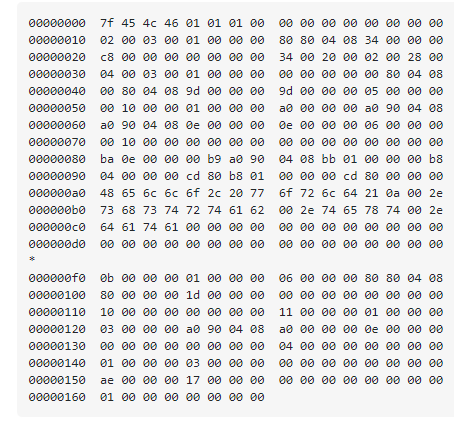 00000000  7f 45 4c 46 01 01 01 00  00 00 00 00 00 00 00 00
00000010  02 00 03 00 01 00 00 00  80 80 04 08 34 00 00 00
00000020  c8 00 00 00 00 00 00 00  34 00 20 00 02 00 28 00
00000030  04 00 03 00 01 00 00 00  00 00 00 00 00 80 04 08
00000040  00 80 04 08 9d 00 00 00  9d 00 00 00 05 00 00 00
00000050  00 10 00 00 01 00 00 00  a0 00 00 00 a0 90 04 08
00000060  a0 90 04 08 0e 00 00 00  0e 00 00 00 06 00 00 00
00000070  00 10 00 00 00 00 00 00  00 00 00 00 00 00 00 00
00000080  ba 0e 00 00 00 b9 a0 90  04 08 bb 01 00 00 00 b8
00000090  04 00 00 00 cd 80 b8 01  00 00 00 cd 80 00 00 00
000000a0  48 65 6c 6c 6f 2c 20 77  6f 72 6c 64 21 0a 00 2e
000000b0  73 68 73 74 72 74 61 62  00 2e 74 65 78 74 00 2e
000000c0  64 61 74 61 00 00 00 00  00 00 00 00 00 00 00 00
000000d0  00 00 00 00 00 00 00 00  00 00 00 00 00 00 00 00
*
000000f0  0b 00 00 00 01 00 00 00  06 00 00 00 80 80 04 08
00000100  80 00 00 00 1d 00 00 00  00 00 00 00 00 00 00 00
00000110  10 00 00 00 00 00 00 00  11 00 00 00 01 00 00 00
00000120  03 00 00 00 a0 90 04 08  a0 00 00 00 0e 00 00 00
00000130  00 00 00 00 00 00 00 00  04 00 00 00 00 00 00 00
00000140  01 00 00 00 03 00 00 00  00 00 00 00 00 00 00 00
00000150  ae 00 00 00 17 00 00 00  00 00 00 00 00 00 00 00
00000160  01 00 00 00 00 00 00 00